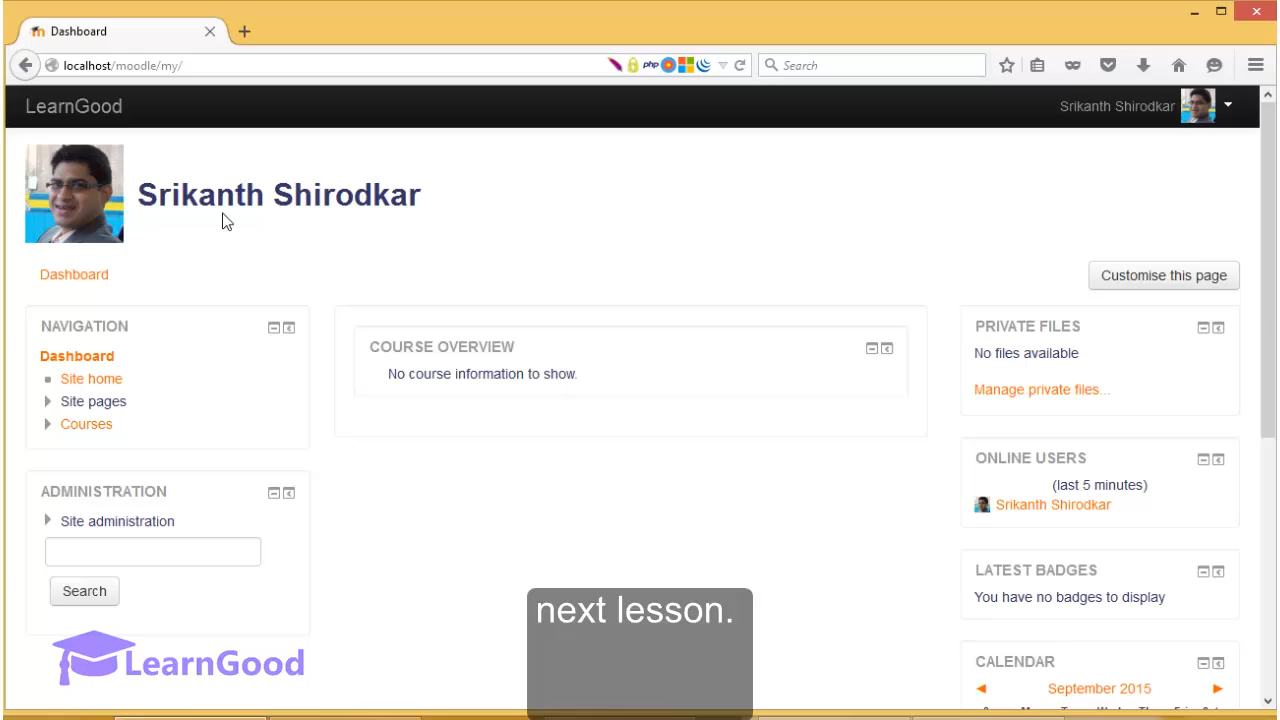 Dashboard
localhost/moodle/my/
php
Search
LearnGood
Srikanth Shirodkar
Srikanth Shirodkar
Dashboard
Customise this page
NAVIGATION
Dashboard
Site home
Site pages
Courses
ADMINISTRATION
Site administration
Search
COURSE OVERVIEW
No course information to show.
PRIVATE FILES
No files available
Manage private files...
ONLINE USERS
(last 5 minutes)
Srikanth Shirodkar
LATEST BADGES
You have no badges to display
CALENDAR
September 2015
next lesson.
LearnGood